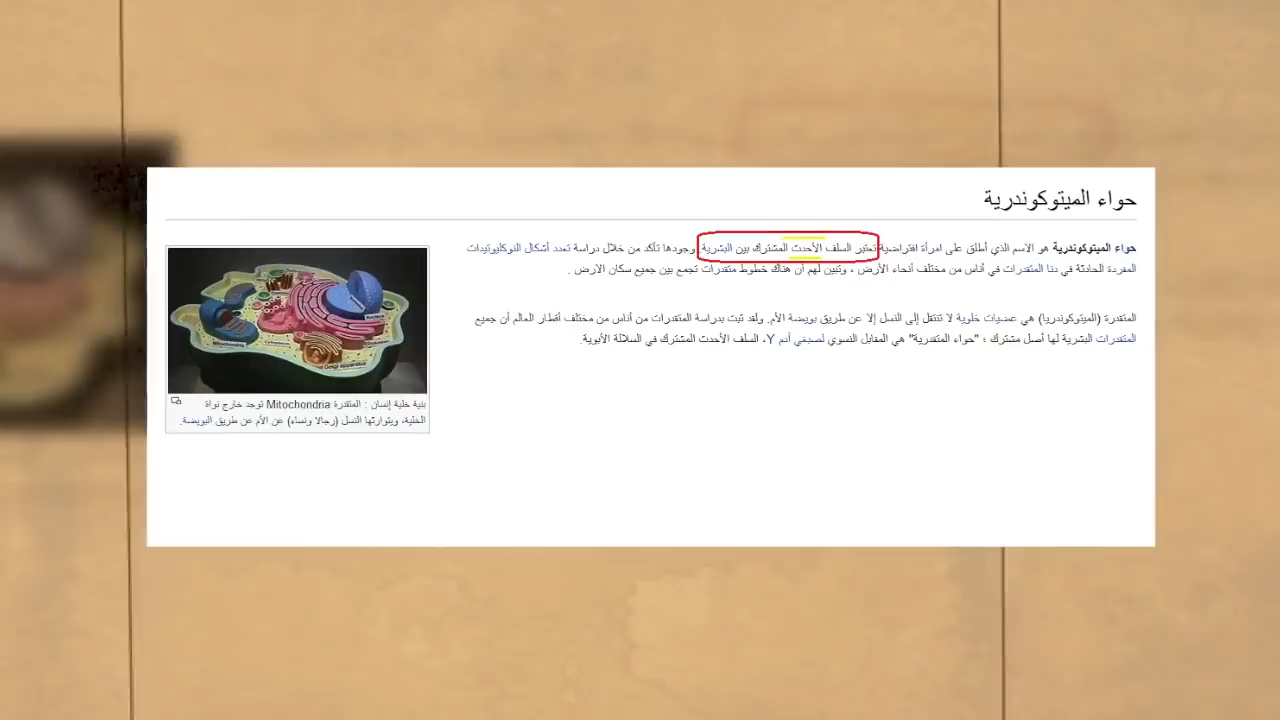 حواء الميتوكوندرية
حواء الميتوكوندرية هو الاسم الذي أطلق على امرأة افتراضية تعتبر السلف الأحدث المشترك بين البشرية. وجودها تأكد من خلال دراسة تعدد أشكال النوكليوتيدات
المفردة الحادثة في دنا المتقدرات في أناس من مختلف أنحاء الأرض ، وتبين لهم أن هناك خطوط متقدرات تجمع بين جميع سكان الارض .
المتقدرة (الميتوكوندريا) هي عضيات خلوية لا تنتقل إلى النسل إلا عن طريق بويضة الأم. ولقد ثبت بدراسة المتقدرات من أناس من مختلف أقطار العالم أن جميع
المتقدرات البشرية لها أصل مشترك ؛ "حواء المتقدرية" هي المقابل النسوي لصبغي آدم Y، السلف الأحدث المشترك في السلالة الأبوية.
Mitochondria
Golgi apparatus
بنية خلية إنسان : المتقدرة Mitochondria توجد خارج نواة
الخلية، ويتوارثها النسل (رجالا ونساء) عن الأم عن طريق البويضة.